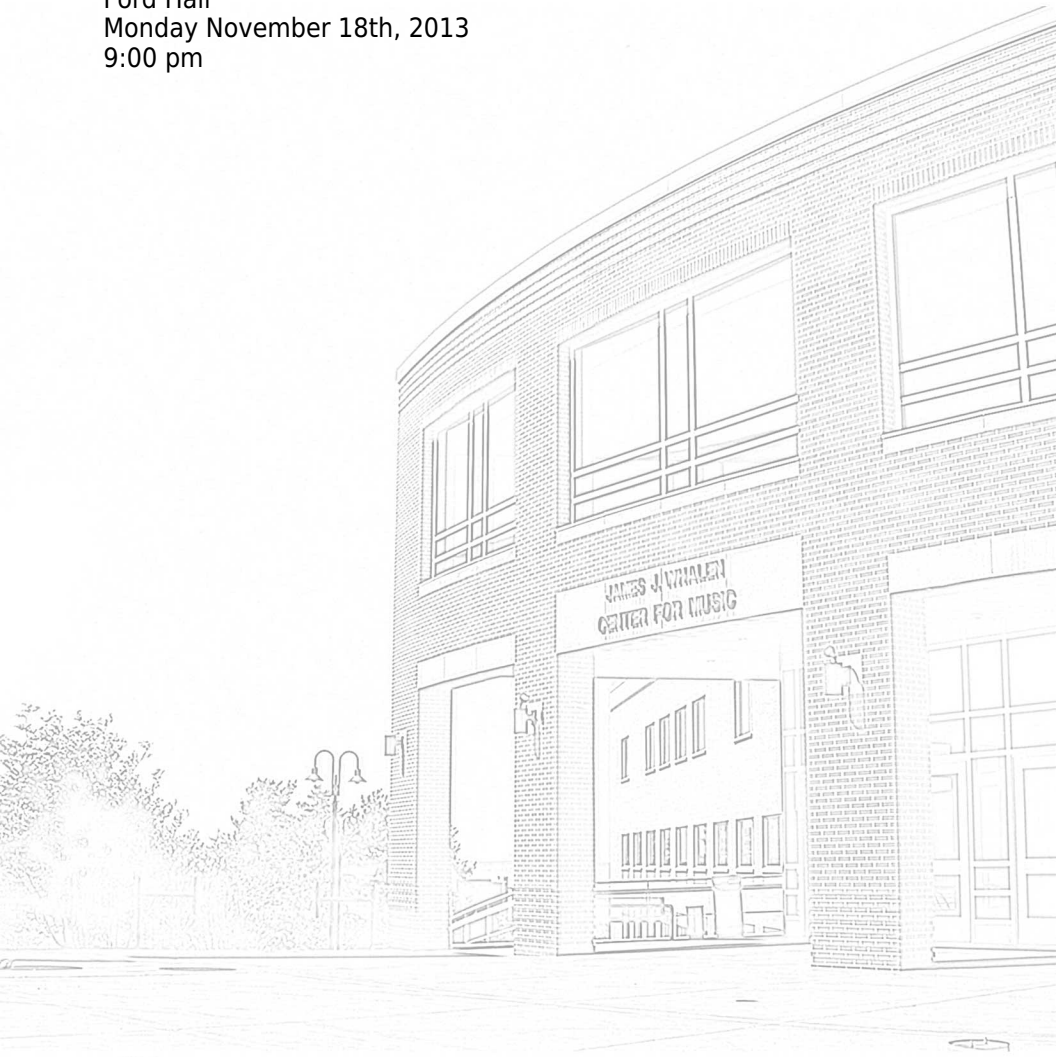 Ford Hall
Monday November 18th, 2013
9:00 pm
JAMES J. WHALEN
CENTER FOR MUSIC